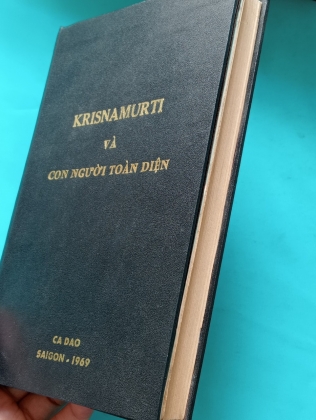 KRISNAMURTI
VÀ
CON NGƯỜI TOÀN DIỆN
CA DAO
SAIGON - 1969